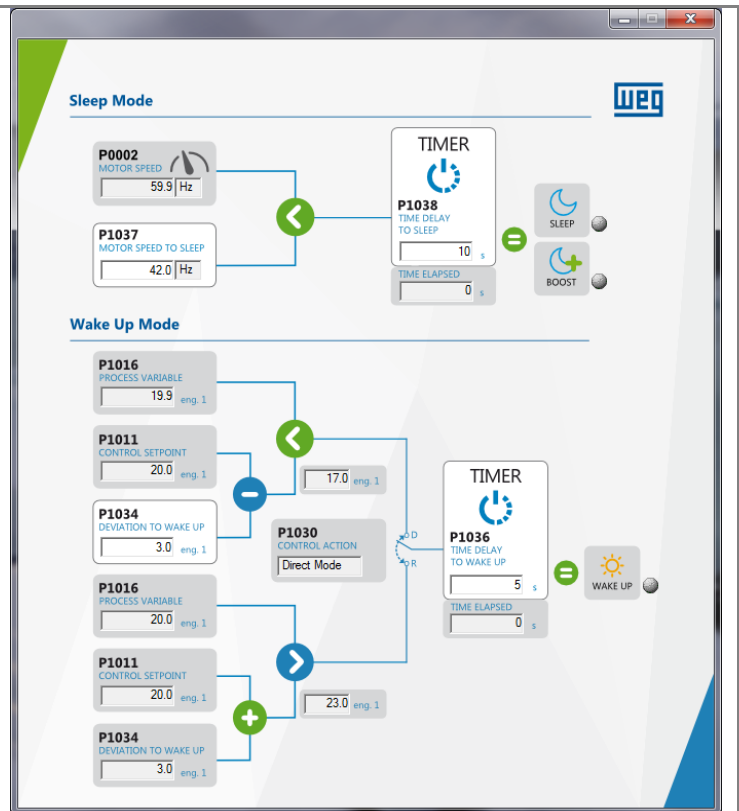 Sleep Mode
weg
P0002
MOTOR SPEED
59.9 Hz
P1037
MOTOR SPEED TO SLEEP
42.0 Hz
TIMER
P1038
TIME DELAY
TO SLEEP
10 s
TIME ELAPSED
0 s
SLEEP
BOOST
Wake Up Mode
P1016
PROCESS VARIABLE
19.9 eng. 1
P1011
CONTROL SETPOINT
20.0 eng. 1
17.0 eng. 1
P1034
DEVIATION TO WAKE UP
3.0 eng. 1
P1030
CONTROL ACTION
Direct Mode
D
R
TIMER
P1036
TIME DELAY
TO WAKE UP
5 s
TIME ELAPSED
0 s
WAKE UP
P1016
PROCESS VARIABLE
20.0 eng. 1
P1011
CONTROL SETPOINT
20.0 eng. 1
23.0 eng. 1
P1034
DEVIATION TO WAKE UP
3.0 eng. 1